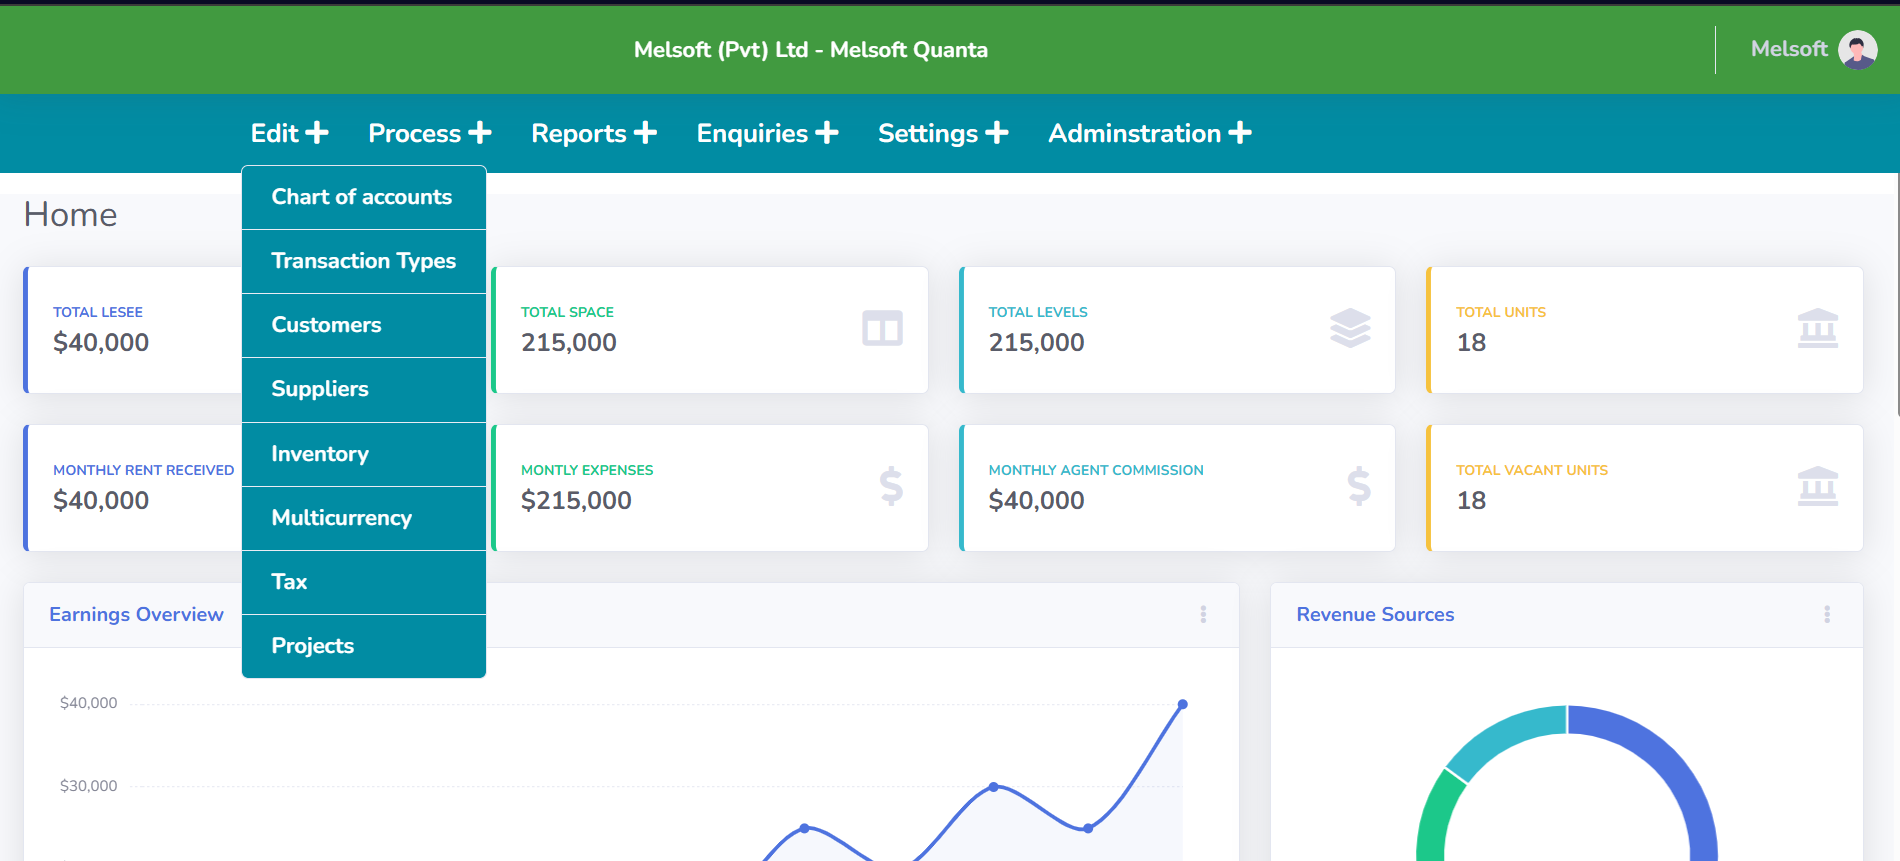 Melsoft (Pvt) Ltd - Melsoft Quanta
Melsoft
Edit
Process
Reports
Enquiries
Settings
Adminstration
Chart of accounts
Transaction Types
Customers
Suppliers
Inventory
Multicurrency
Tax
Projects
Home
TOTAL LESEE
$40,000
TOTAL SPACE
215,000
TOTAL LEVELS
215,000
TOTAL UNITS
18
MONTHLY RENT RECEIVED
$40,000
MONTLY EXPENSES
$215,000
MONTHLY AGENT COMMISSION
$40,000
TOTAL VACANT UNITS
18
Earnings Overview
$40,000
$30,000
Revenue Sources